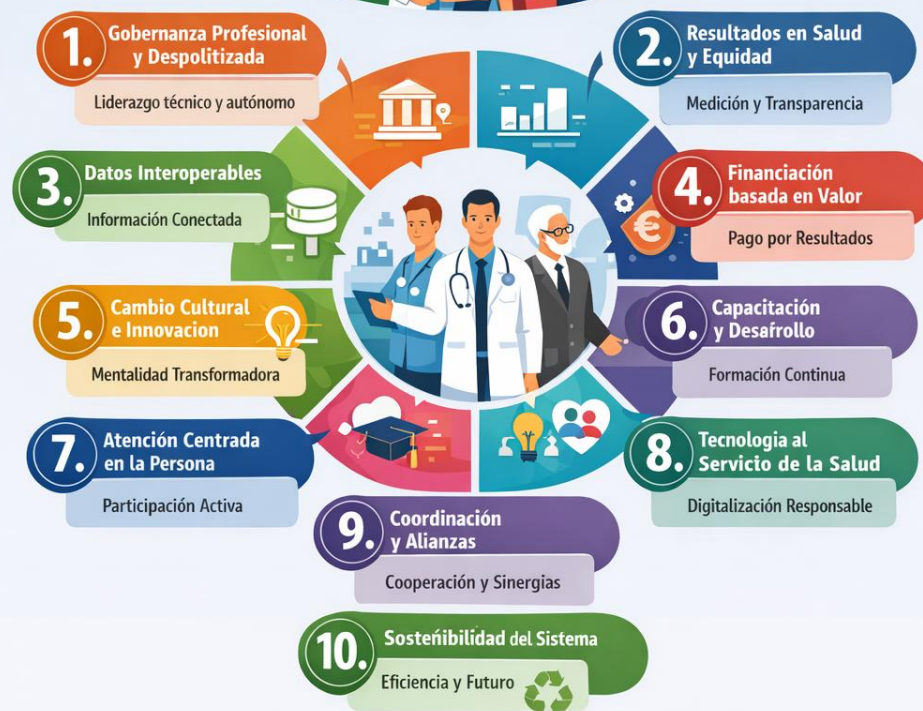 1.
Gobernanza Profesional
y Despolitizada
Liderazgo técnico y autónomo
2.
Resultados en Salud
y Equidad
Medición y Transparencia
3.
Datos Interoperables
Información Conectada
4.
Financiación
basada en Valor
Pago por Resultados
5.
Cambio Cultural
e Innovacion
Mentalidad Transformadora
6.
Capacitación
y Desafrollo
Formación Continua
7.
Atención Centrada
en la Persona
Participación Activa
8.
Tecnologia al
Servicio de la Salud
Digitalización Responsable
9.
Coordinación
y Alianzas
Cooperación y Sinergias
10.
Sosteńibilidad del Sistema
Eficiencia y Futuro